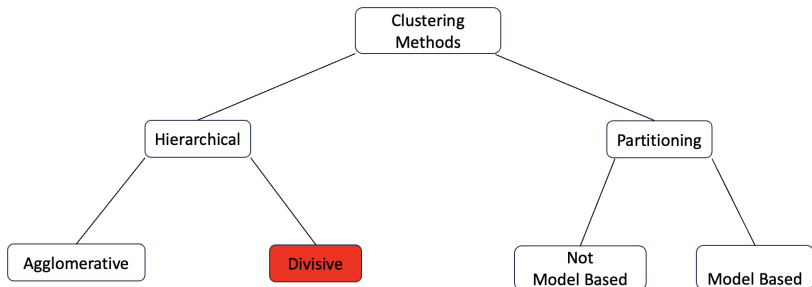 Clustering
Methods
Hierarchical
Partitioning
Agglomerative
Divisive
Not
Model Based
Model Based